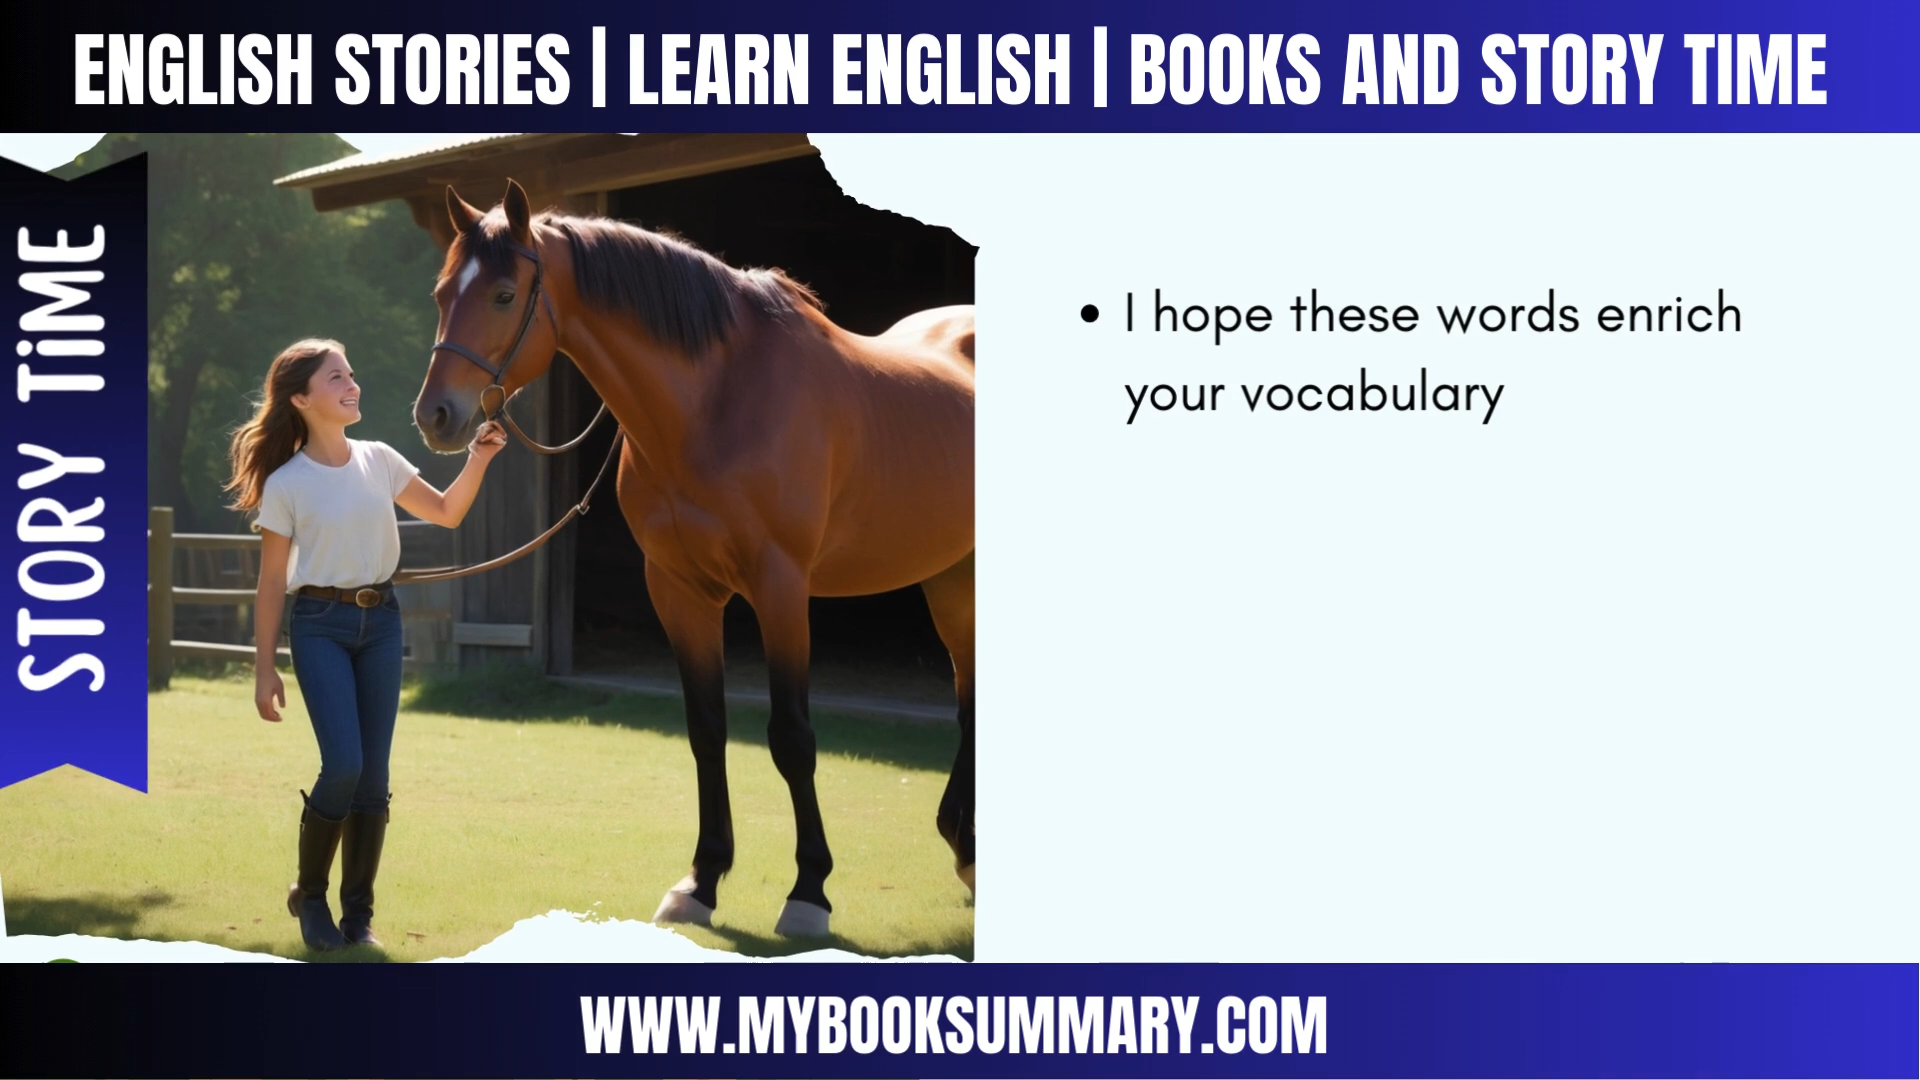 ENGLISH STORIES | LEARN ENGLISH | BOOKS AND STORY TIME
STORY TiME
• I hope these words enrich
your vocabulary
WWW.MYBOOKSUMMARY.COM